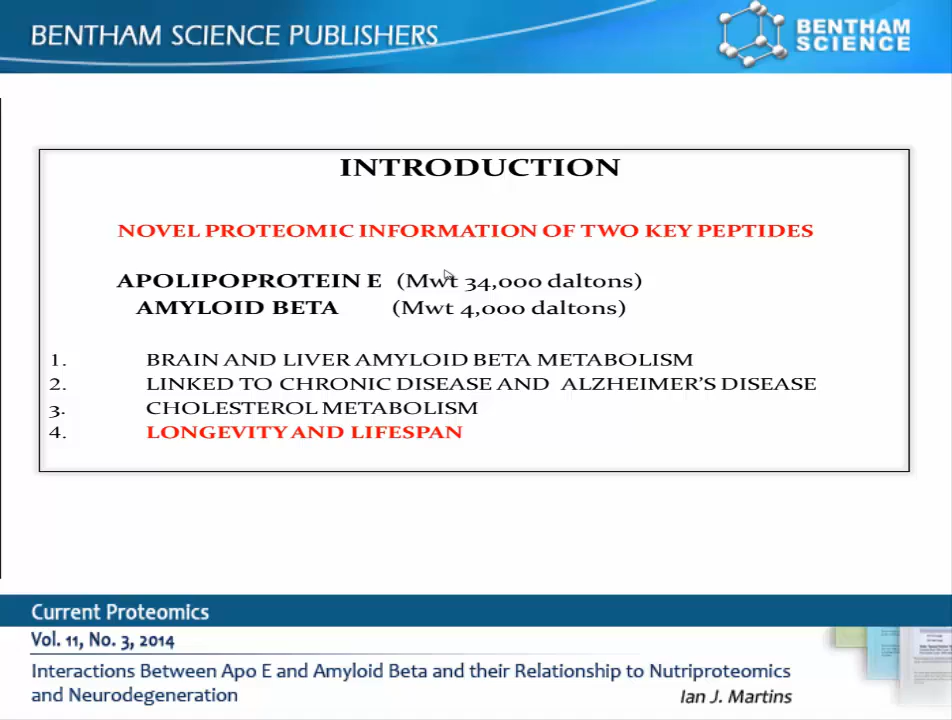 BENTHAM SCIENCE PUBLISHERS
BENTHAM
SCIENCE
INTRODUCTION
NOVEL PROTEOMIC INFORMATION OF TWO KEY PEPTIDES
APOLIPOPROTEIN E (Mwt 34,000 daltons)
AMYLOID BETA (Mwt 4,000 daltons)
1. BRAIN AND LIVER AMYLOID BETA METABOLISM
2. LINKED TO CHRONIC DISEASE AND ALZHEIMER'S DISEASE
3. CHOLESTEROL METABOLISM
4. LONGEVITY AND LIFESPAN
Current Proteomics
Vol. 11, No. 3, 2014
Interactions Between Apo E and Amyloid Beta and their Relationship to Nutriproteomics
and Neurodegeneration
Ian J. Martins